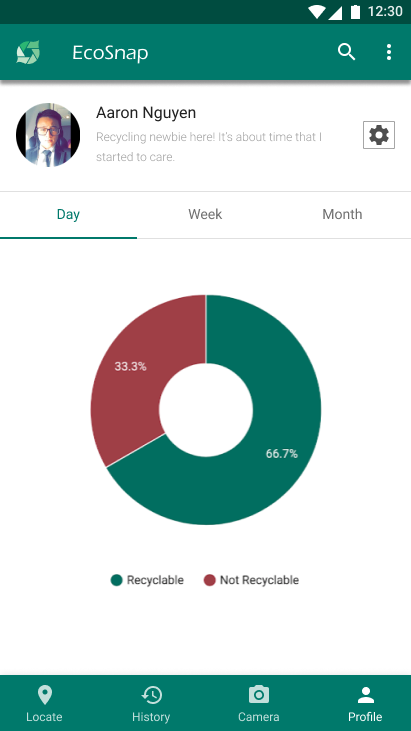 12:30
EcoSnap
Aaron Nguyen
Recycling newbie here! It's about time that I
started to care.
Day Week Month
33.3%
66.7%
Recyclable Not Recyclable
Locate History Camera Profile